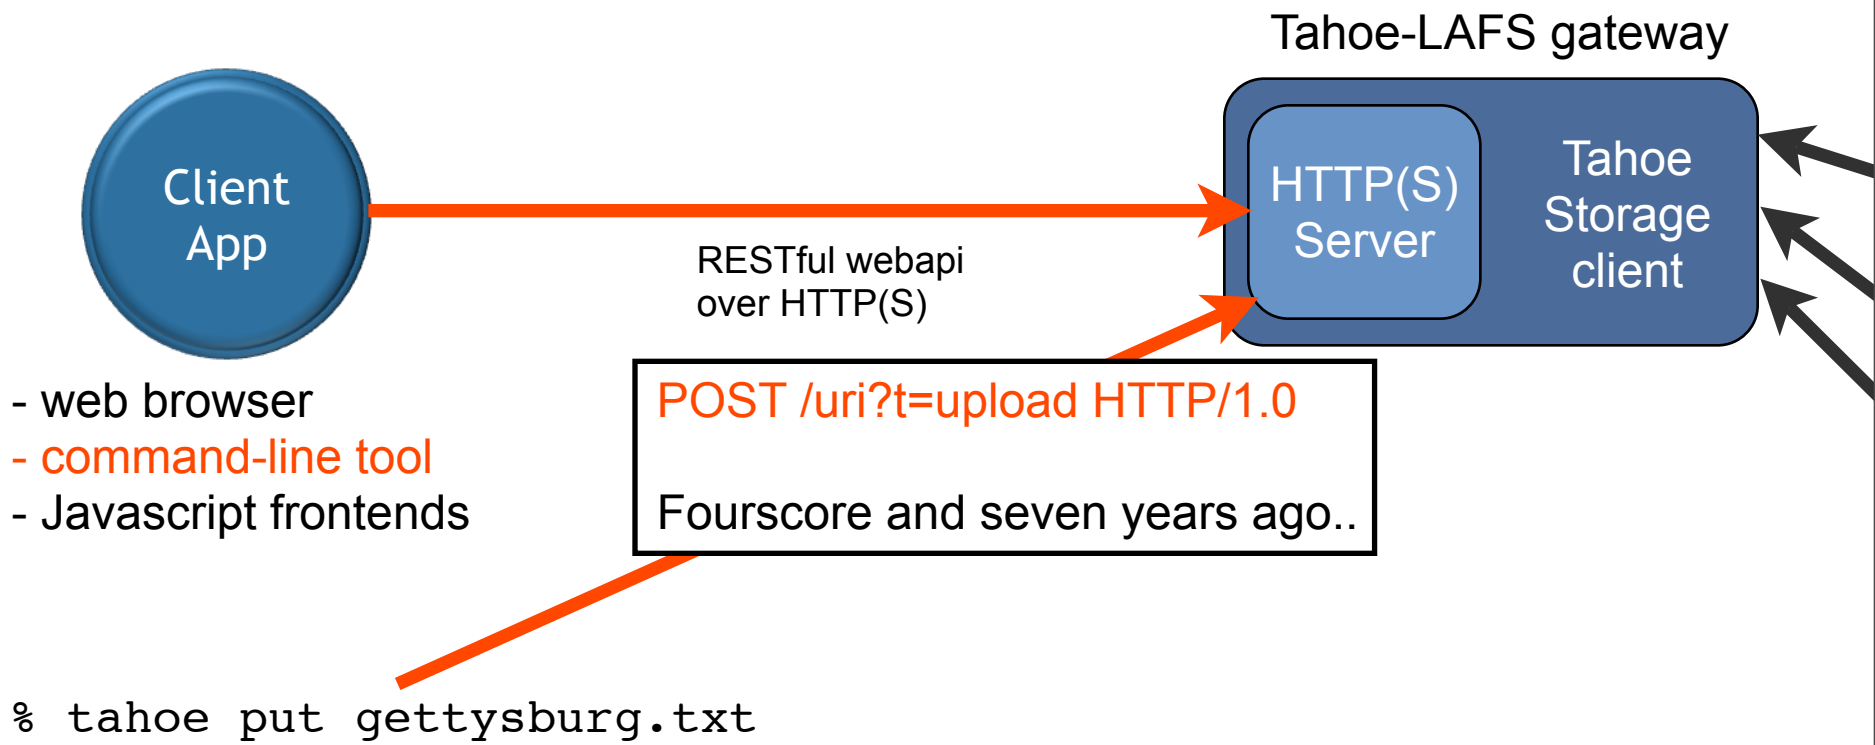 Tahoe-LAFS gateway
Client
App
HTTP(S)
Server
Tahoe
Storage
client
RESTful webapi
over HTTP(S)
- web browser
- command-line tool
- Javascript frontends
POST /uri?t=upload HTTP/1.0
Fourscore and seven years ago..
% tahoe put gettysburg.txt